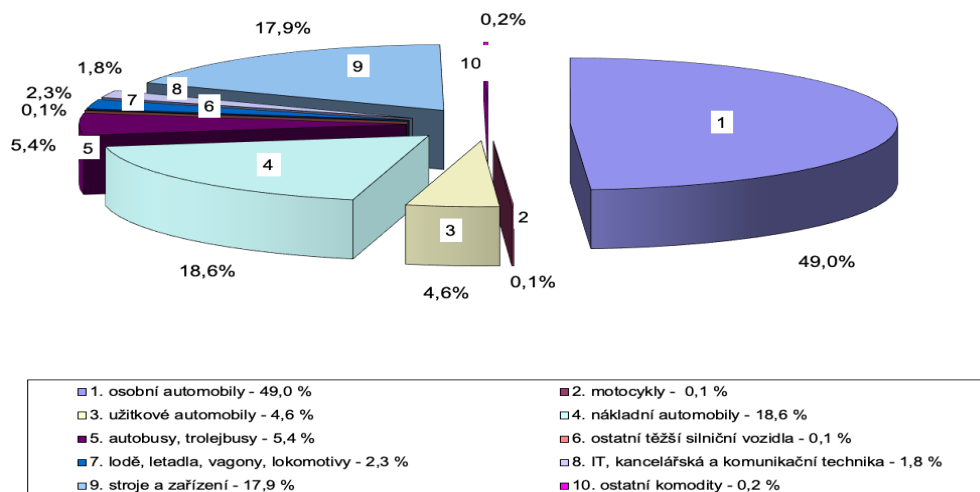 0,2%
17,9%
10
9
1,8%
8
2,3%
7
6
0,1%
1
5,4%
5
4
3
2
49,0%
18,6%
0,1%
4,6%
1. osobní automobily - 49,0 %
2. motocykly - 0,1 %
3. užitkové automobily - 4,6 %
4. nákladní automobily - 18,6 %
5. autobusy, trolejbusy - 5,4 %
6. ostatní těžší silniční vozidla - 0,1 %
7. lodě, letadla, vagony, lokomotivy - 2,3 %
8. IT, kancelářská a komunikační technika - 1,8 %
9. stroje a zařízení - 17,9 %
10. ostatní komodity - 0,2 %